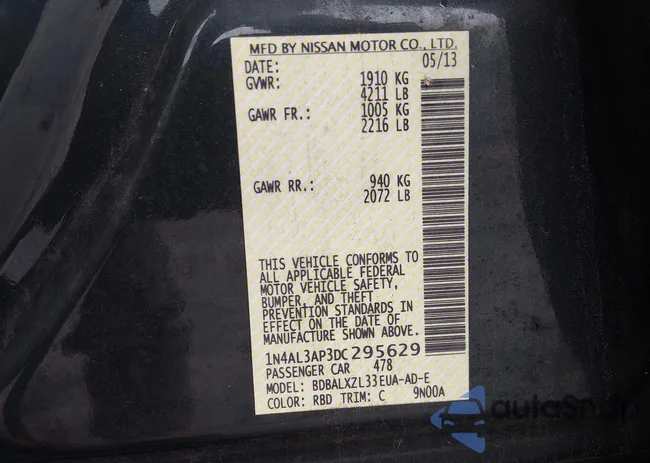 MFD BY NISSAN MOTOR CO., LTD.
DATE: 05/13
GVWR: 1910 KG
4211 LB
GAWR FR.: 1005 KG
2216 LB
GAWR RR.: 940 KG
2072 LB
THIS VEHICLE CONFORMS TO
ALL APPLICABLE FEDERAL
MOTOR VEHICLE SAFETY,
BUMPER, AND THEFT
PREVENTION STANDARDS IN
EFFECT ON THE DATE OF
MANUFACTURE SHOWN ABOVE.
1N4AL3AP3DC295629
PASSENGER CAR 478
MODEL: BDBALXZL33EUA-AD-E
COLOR: RBD TRIM: C 9N00A
autoSnap